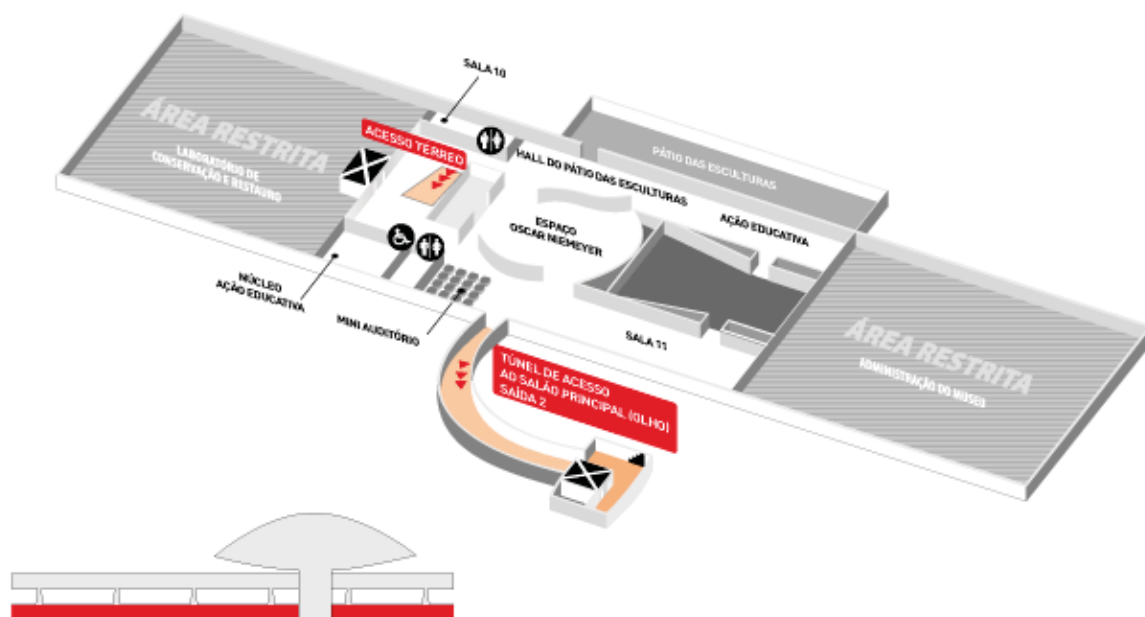 SALA 10
ÁREA RESTRITA
LABORATÓRIO DE
CONSERVAÇÃO E RESTAURO
ACESSO TERREO
HALL DO PÁTIO DAS ESCULTURAS
PÁTIO DAS ESCULTURAS
AÇÃO EDUCATIVA
ESPAÇO
OSCAR NIEMEYER
NÚCLEO
AÇÃO EDUCATIVA
MINI AUDITÓRIO
SALA 11
ÁREA RESTRITA
ADMINISTRAÇÃO DO MUSEU
TÚNEL DE ACESSO
AO SALÃO PRINCIPAL (OLHO)
SAÍDA 2